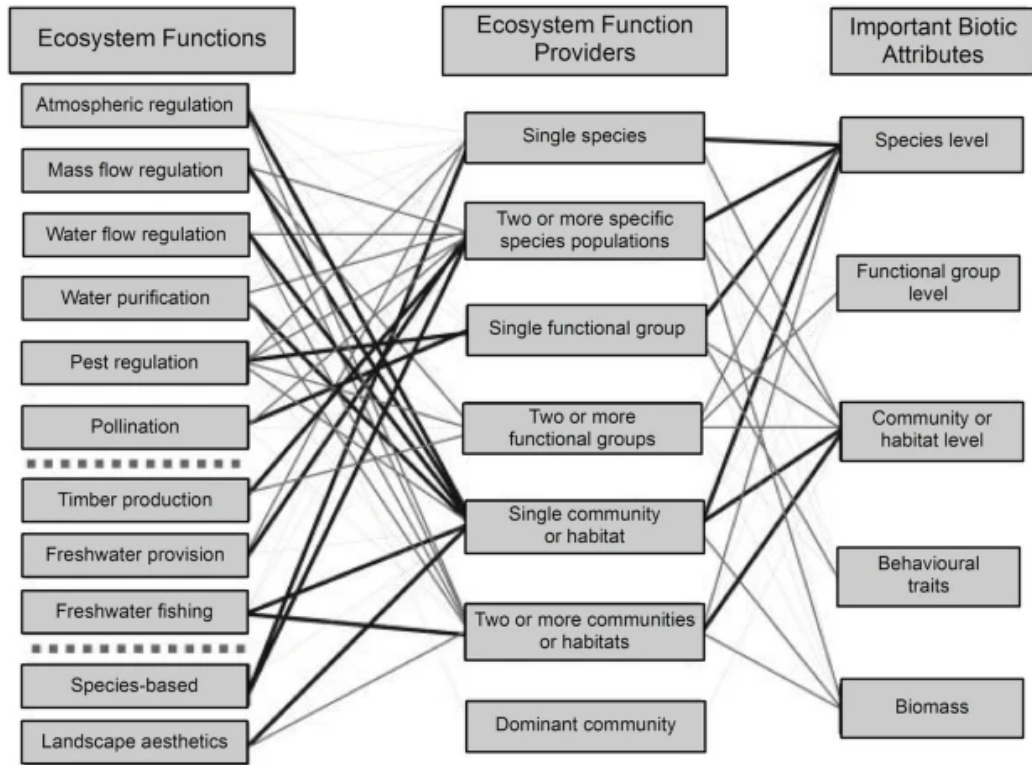 Ecosystem Functions
Atmospheric regulation
Mass flow regulation
Water flow regulation
Water purification
Pest regulation
Pollination
Timber production
Freshwater provision
Freshwater fishing
Species-based
Landscape aesthetics
Ecosystem Function
Providers
Single species
Two or more specific
species populations
Single functional group
Two or more
functional groups
Single community
or habitat
Two or more communities
or habitats
Dominant community
Important Biotic
Attributes
Species level
Functional group
level
Community or
habitat level
Behavioural
traits
Biomass